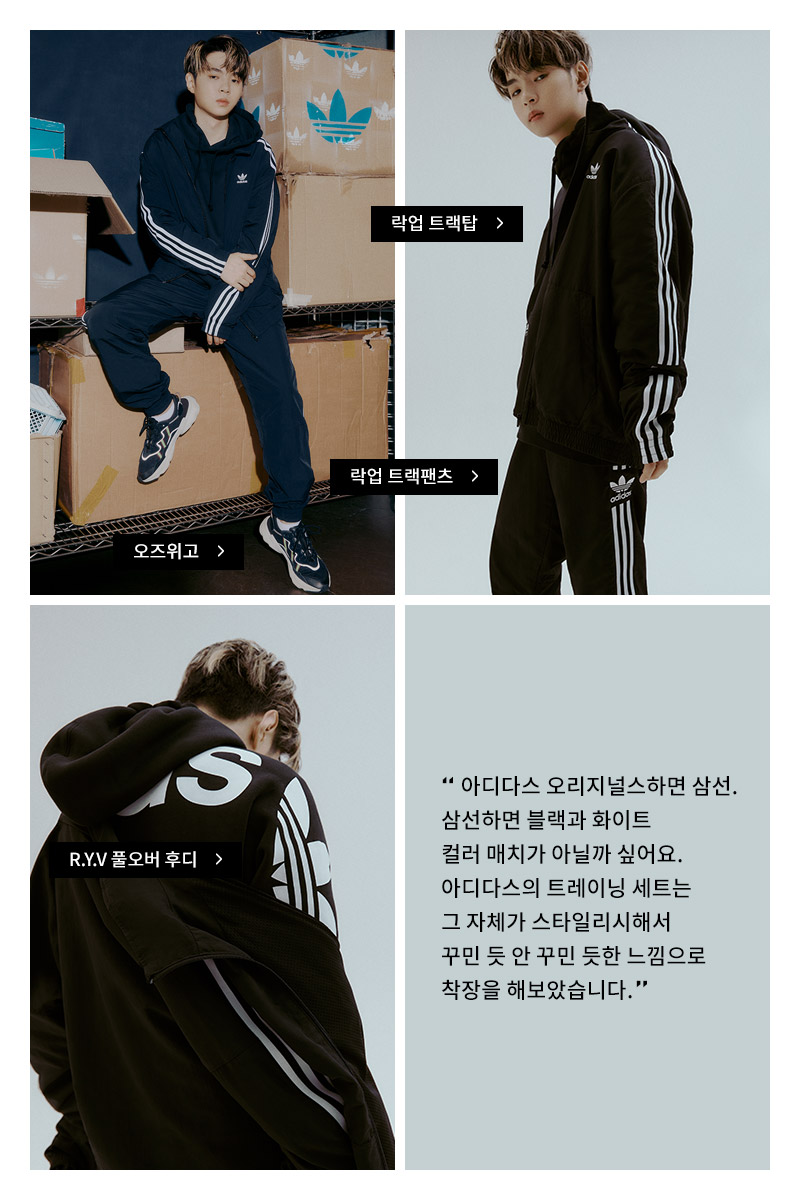 락업 트랙탑 >
adidas
락업 트랙팬츠 >
오즈위고 >
R.Y.V 풀오버 후디 >
“ 아디다스 오리지널스하면 삼선.
삼선하면 블랙과 화이트
컬러 매치가 아닐까 싶어요.
아디다스의 트레이닝 세트는
그 자체가 스타일리시해서
꾸민 듯 안 꾸민 듯한 느낌으로
착장을 해보았습니다.”